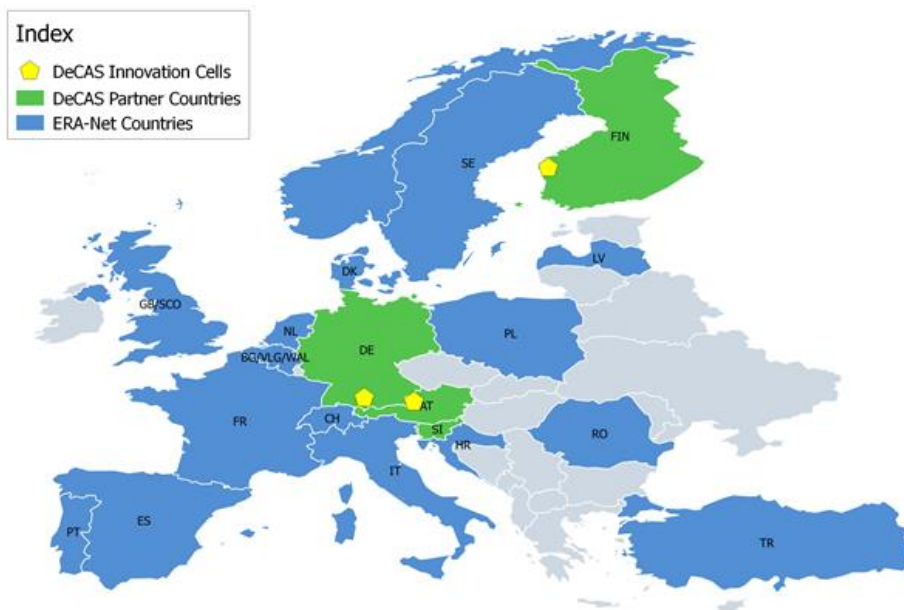 Index
DeCAS Innovation Cells
DeCAS Partner Countries
ERA-Net Countries
FIN
SE
LV
DK
GB/SCO
NL
PL
DE
BG/VLG/WAL
AT
CH
FR
SI
HR
RO
IT
ES
PT
TR